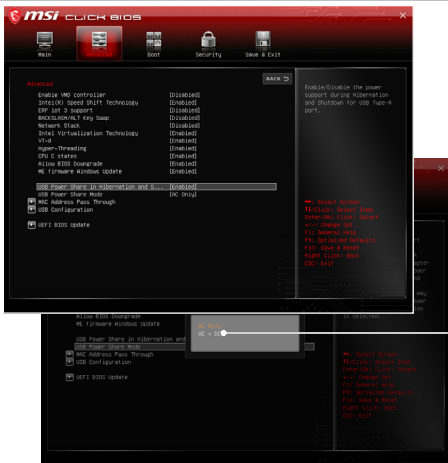 msi CLICK BIOS
Main
Boot
Security
Save & Exit
BACK
Advanced
Enable VMD controller [Disabled]
Intel(R) Speed Shift Technology [Enabled]
ERP lot 3 support [Disabled]
BACKSLASH/ALT Key Swap [Disabled]
Network Stack [Disabled]
Intel Virtualization Technology [Enabled]
VT-d [Enabled]
Hyper-Threading [Enabled]
CPU C states [Enabled]
Allow BIOS Downgrade [Enabled]
ME firmware Windows Update [Enabled]
USB Power Share in Hibernation and S... [Enabled]
USB Power Share Mode [AC Only]
MAC Address Pass Through
USB Configuration
UEFI BIOS Update
Enable/Disable the power
support during Hibernation
and Shutdown for USB Type-A
port.
: Select Screen
/Click: Select Item
Enter/Dbl Click: Select
+/-: Change Opt.
F1: General Help
F9: Optimized Defaults
F10: Save & Reset
Right Click: Back
ESC: Exit
Allow BIOS Downgrade
ME firmware Windows Update
USB Power Share in Hibernation and
USB Power Share Mode
MAC Address Pass Through
USB Configuration
UEFI BIOS Update
AC Only
AC + DC
is selected.
: Select Screen
/Click: Select Item
Enter/Dbl Click: Select
+/-: Change Opt.
F1: General Help
F9: Optimized Defaults
F10: Save & Reset
Right Click: Back
ESC: Exit